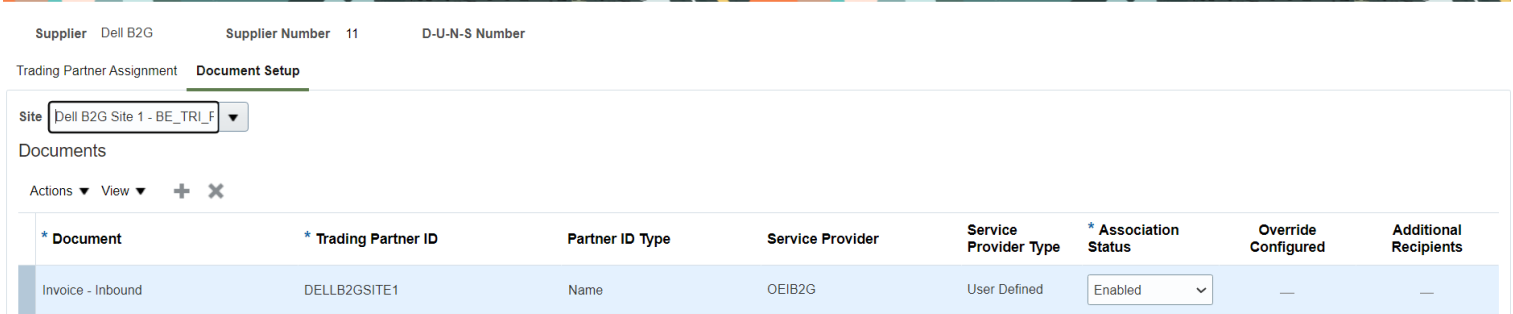 Supplier Dell B2G Supplier Number 11 D-U-N-S Number
Trading Partner Assignment Document Setup
Site Dell B2G Site 1 - BE_TRI_F
Documents
Actions View
* Document * Trading Partner ID Partner ID Type Service Provider Service Provider Type * Association Status Override Configured Additional Recipients
Invoice - Inbound DELLB2GSITE1 Name OEIB2G User Defined Enabled — —